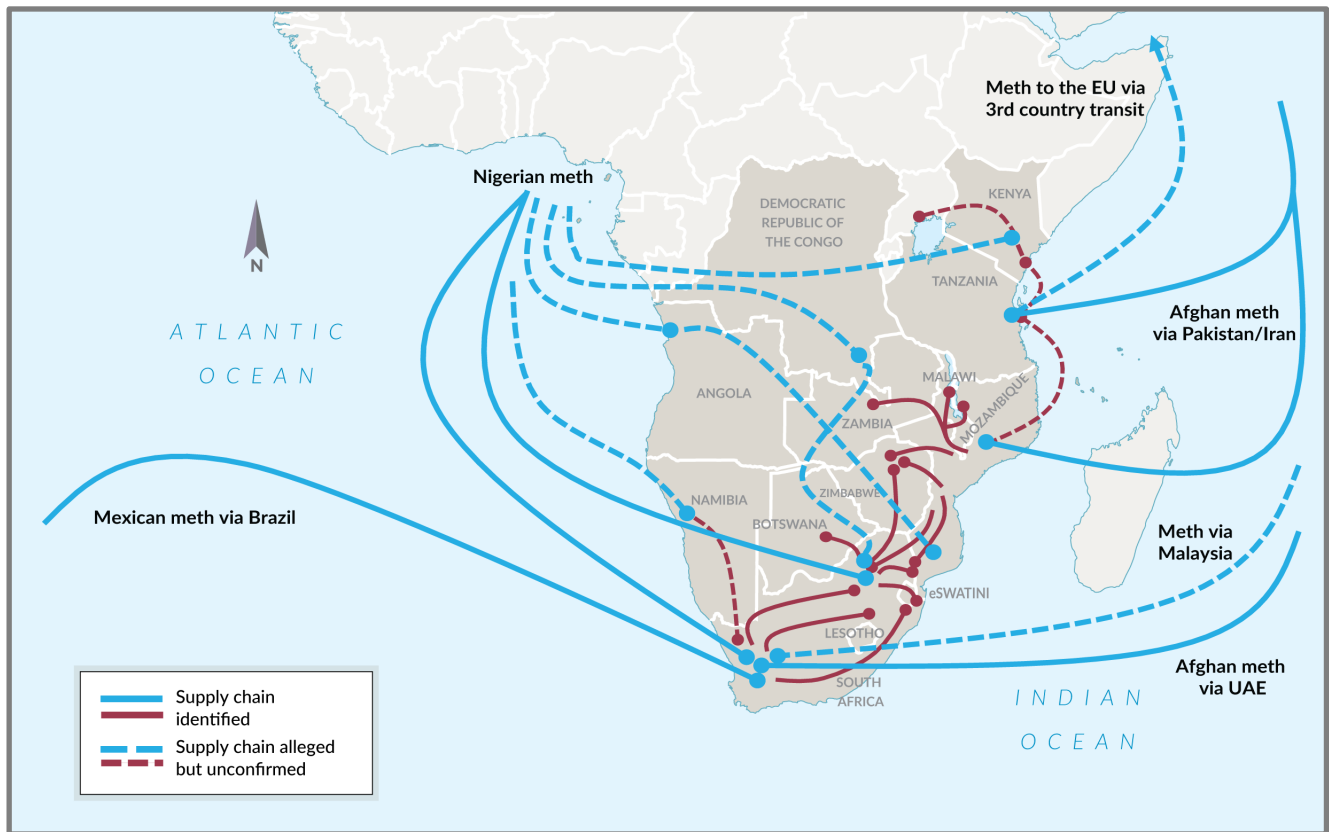 Meth to the EU via
3rd country transit
Nigerian meth
KENYA
DEMOCRATIC
REPUBLIC OF
THE CONGO
N
TANZANIA
ATLANTIC
OCEAN
Afghan meth
via Pakistan/Iran
MALAWI
ANGOLA
MOZAMBIQUE
ZAMBIA
ZIMBABWE
NAMIBIA
BOTSWANA
Mexican meth via Brazil
Meth via
Malaysia
eSWATINI
LESOTHO
SOUTH
AFRICA
Afghan meth
via UAE
INDIAN
OCEAN
Supply chain
identified
Supply chain alleged
but unconfirmed